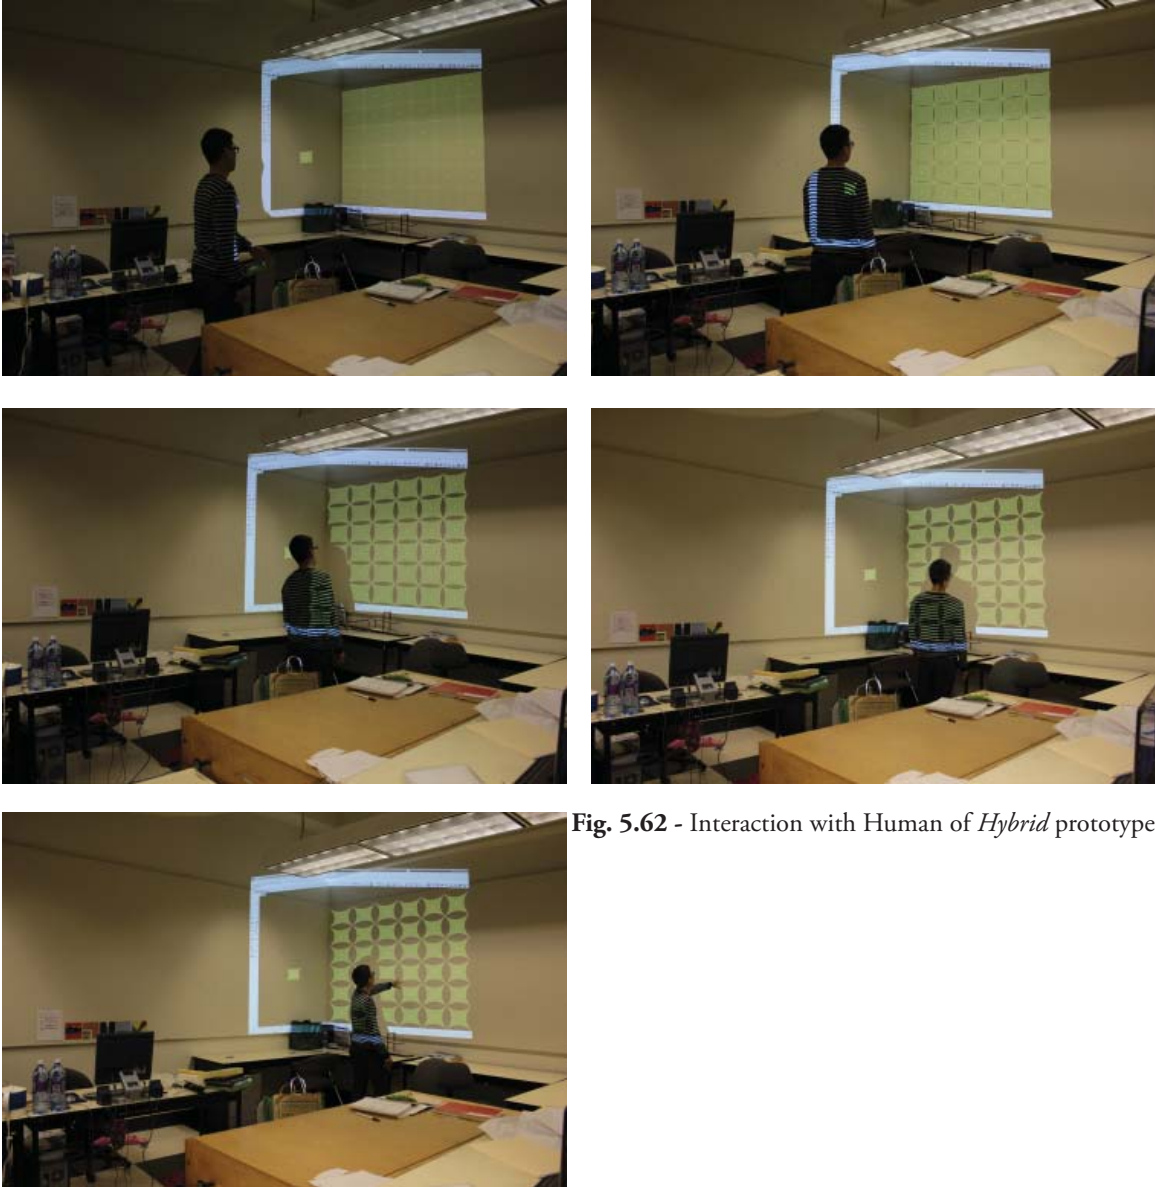 Fig. 5.62 - Interaction with Human of Hybrid prototype